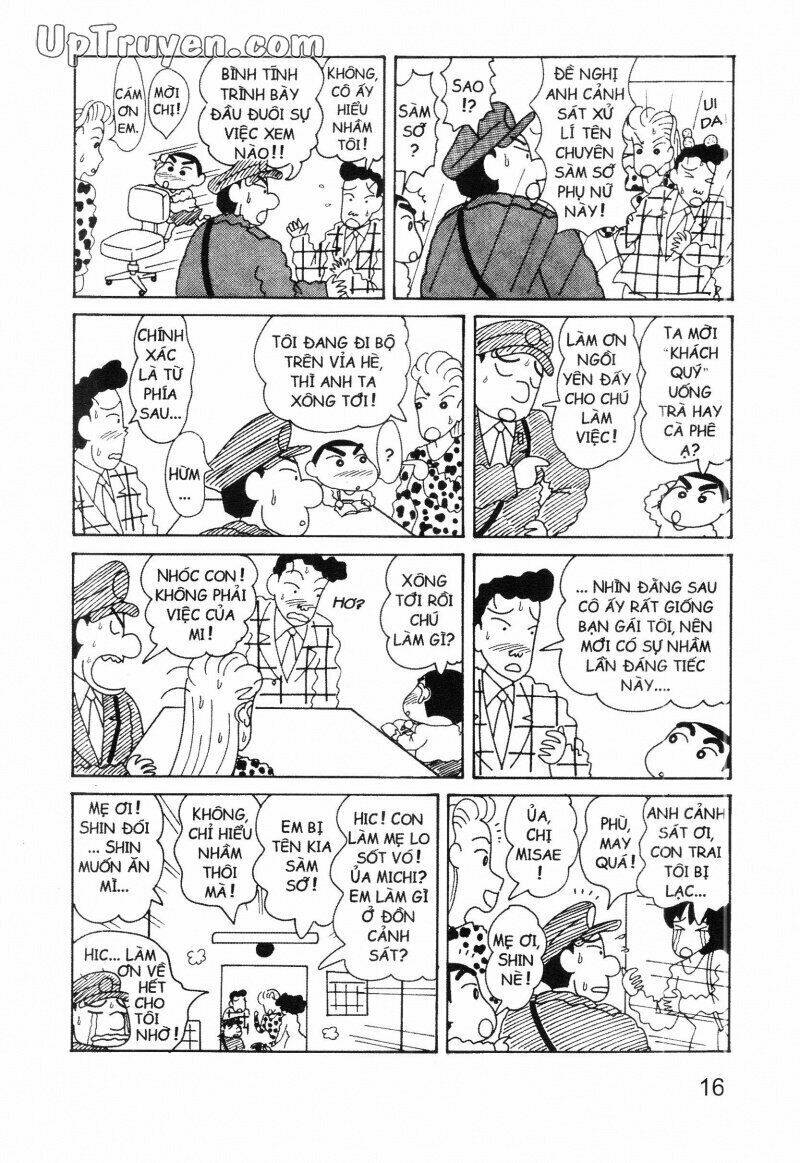 UpTruyen.com
ĐỀ NGHỊ
ANH CẢNH
SÁT XỬ
LÍ TÊN
CHUYÊN
SÀM SỠ
PHỤ NỮ
NÀY!
UI
DA
SAO
!?
SÀM
SỠ
?
KHÔNG,
CÔ ẤY
HIỂU
NHẦM
TÔI!
BÌNH TĨNH
TRÌNH BÀY
ĐẦU ĐUÔI SỰ
VIỆC XEM
NÀO!!
MỜI
CHỊ!
CÁM
ƠN
EM.
TA MỜI
"KHÁCH
QUÝ"
UỐNG
TRÀ HAY
CÀ PHÊ
Ạ?
LÀM ƠN
NGỒI
YÊN ĐẤY
CHO CHÚ
LÀM
VIỆC!
TÔI ĐANG ĐI BỘ
TRÊN VỈA HÈ,
THÌ ANH TA
XÔNG TỚI!
?
CHÍNH
XÁC
LÀ TỪ
PHÍA
SAU...
HỪM
...
... NHÌN ĐẰNG SAU
CÔ ẤY RẤT GIỐNG
BẠN GÁI TÔI, NÊN
MỚI CÓ SỰ NHẦM
LẪN ĐÁNG TIẾC
NÀY....
XÔNG
TỚI RỒI
CHÚ
LÀM GÌ?
HƠ?
NHÓC CON!
KHÔNG PHẢI
VIỆC CỦA
MI!
ANH CẢNH
SÁT ƠI,
CON TRAI
TÔI BỊ
LẠC...
PHÙ,
MAY
QUÁ!
ỦA,
CHỊ
MISAE
!
MẸ ƠI,
SHIN
NÈ!
HIC! CON
LÀM MẸ LO
SỐT VÓ!
ỦA MICHI?
EM LÀM GÌ
Ở ĐỒN
CẢNH
SÁT?
EM BỊ
TÊN KIA
SÀM
SỠ!
KHÔNG,
CHỈ HIỂU
NHẦM
THÔI
MÀ!
MẸ ƠI!
SHIN ĐÓI
... SHIN
MUỐN ĂN
MÌ...
HIC... LÀM
ƠN VỀ
HẾT
CHO
TÔI
NHỜ!
16